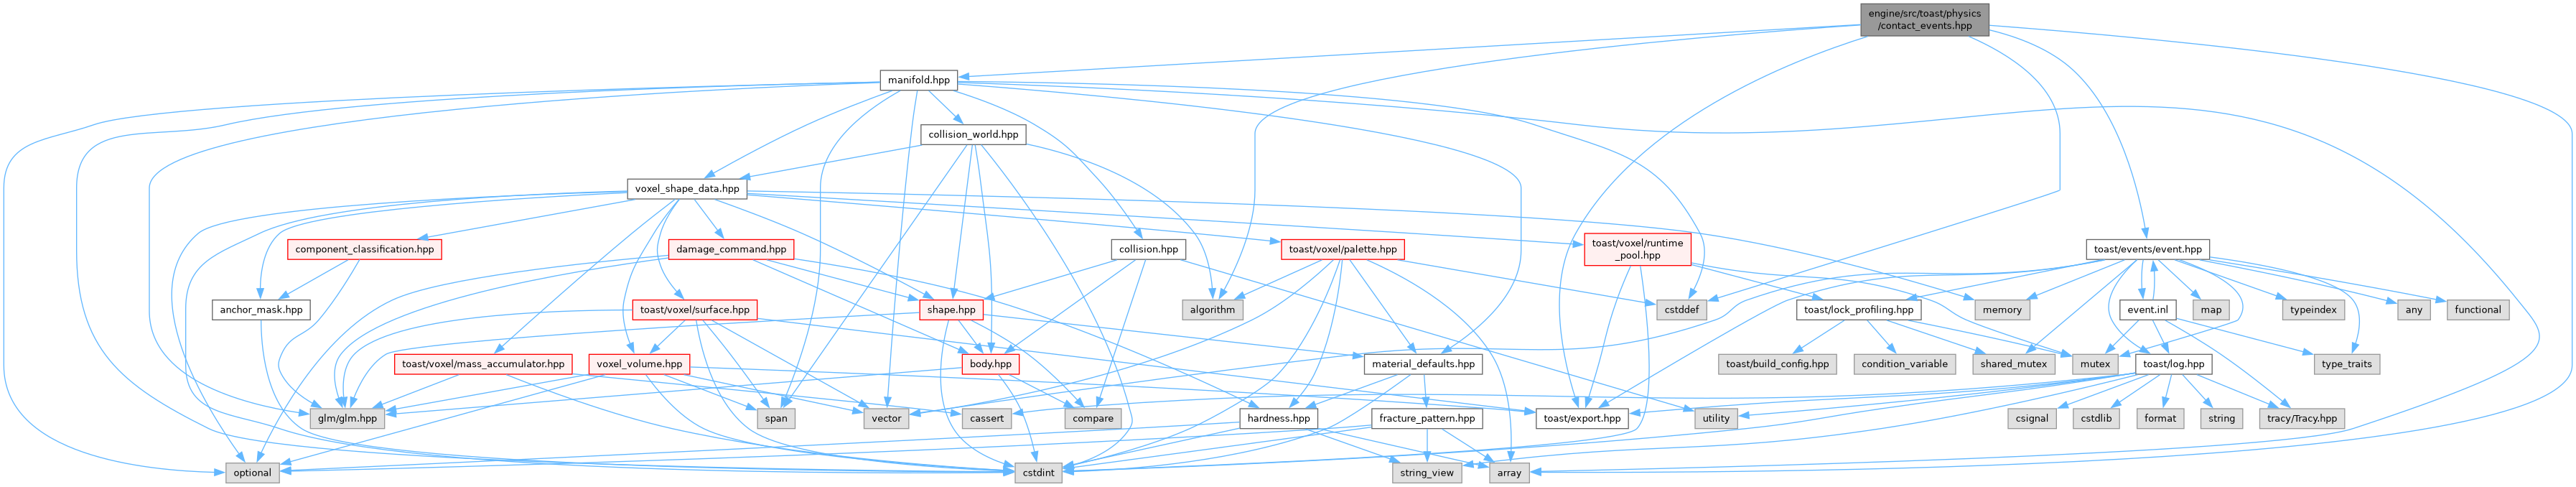 engine/src/toast/physics
/contact_events.hpp
manifold.hpp
collision_world.hpp
voxel_shape_data.hpp
component_classification.hpp
damage_command.hpp
collision.hpp
toast/voxel/palette.hpp
toast/voxel/runtime
_pool.hpp
toast/events/event.hpp
anchor_mask.hpp
toast/voxel/surface.hpp
shape.hpp
algorithm
cstddef
toast/lock_profiling.hpp
memory
event.inl
map
typeindex
any
functional
toast/voxel/mass_accumulator.hpp
voxel_volume.hpp
body.hpp
material_defaults.hpp
toast/build_config.hpp
condition_variable
shared_mutex
mutex
toast/log.hpp
type_traits
glm/glm.hpp
span
vector
cassert
compare
hardness.hpp
fracture_pattern.hpp
toast/export.hpp
utility
csignal
cstdlib
format
string
tracy/Tracy.hpp
optional
cstdint
string_view
array